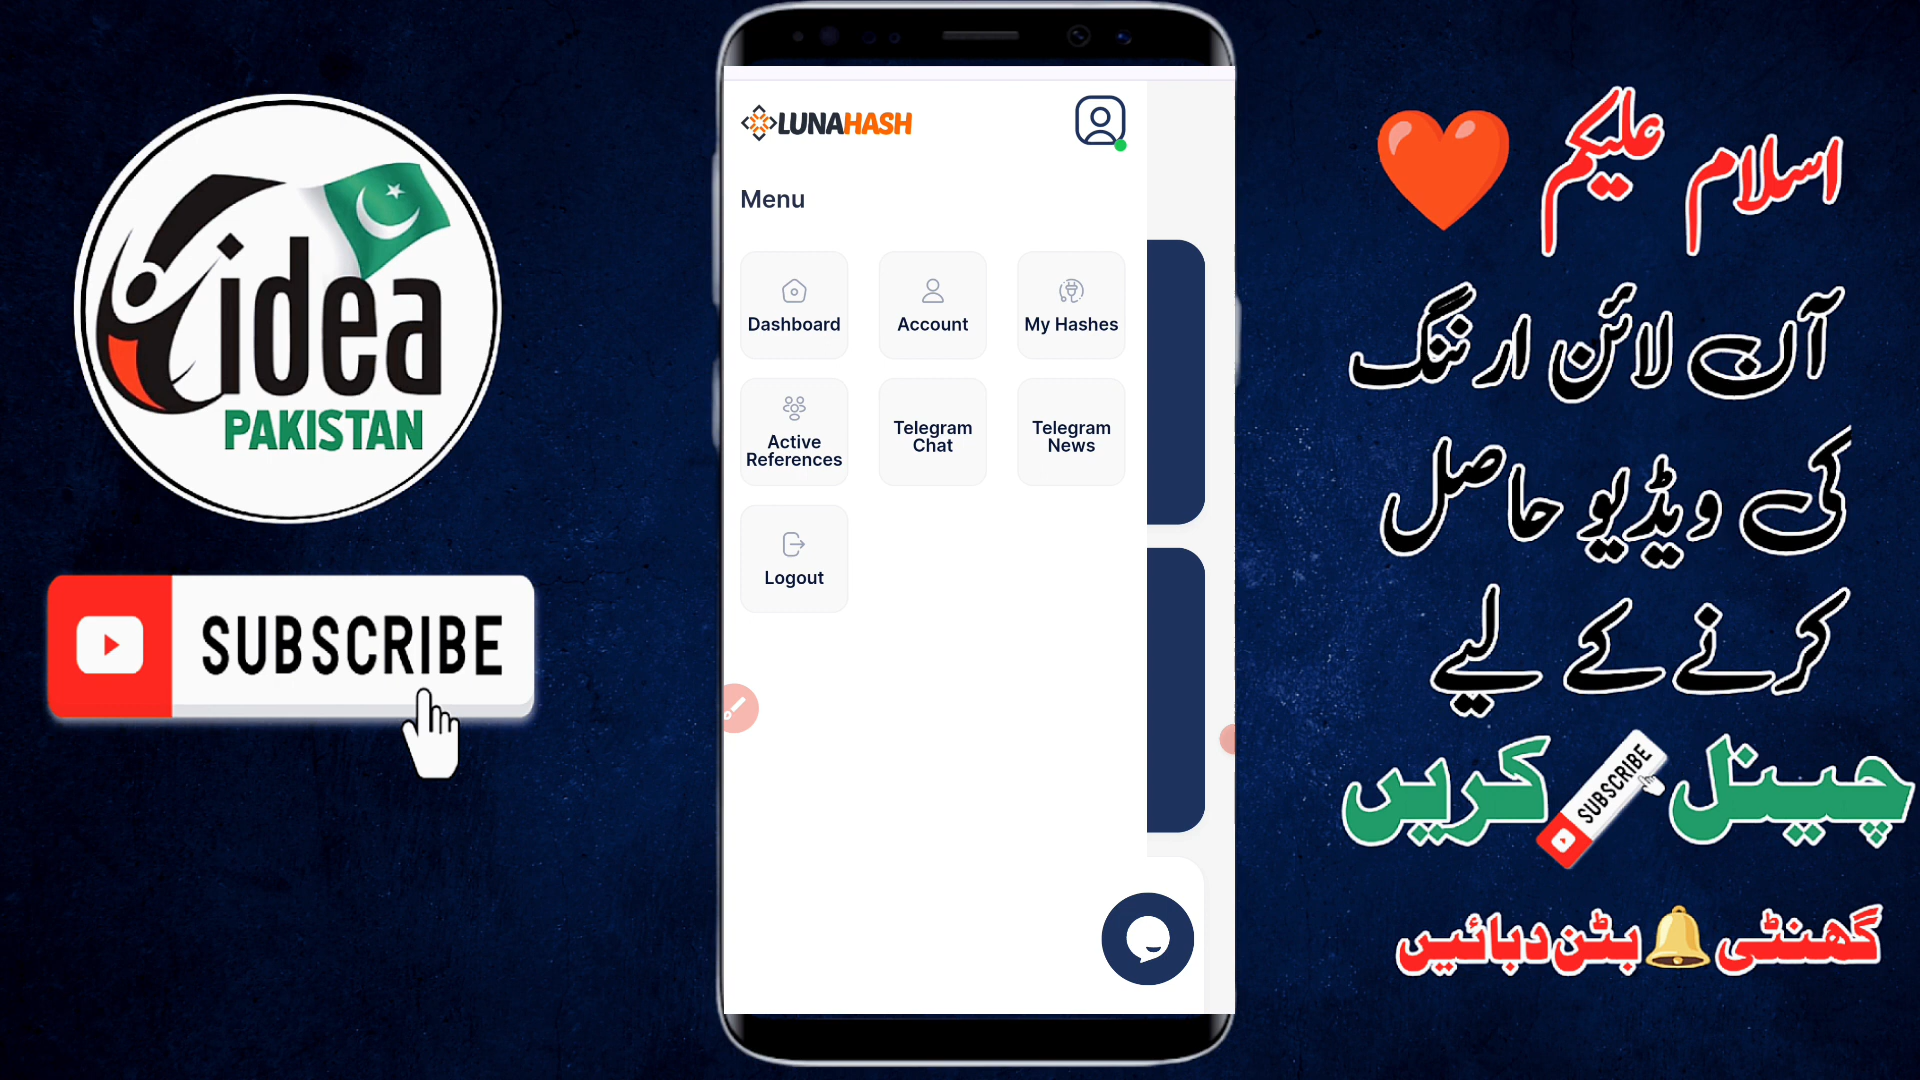 idea
PAKISTAN
SUBSCRIBE
LUNAHASH
Menu
Dashboard
Account
My Hashes
Active
References
Telegram
Chat
Telegram
News
Logout
اسلام علیکم
آن لائن ارننگ
کی ویڈیو حاصل
کرنے کے لیے
چینل SUBSCRIBE کریں
گھنٹی بٹن دبائیں